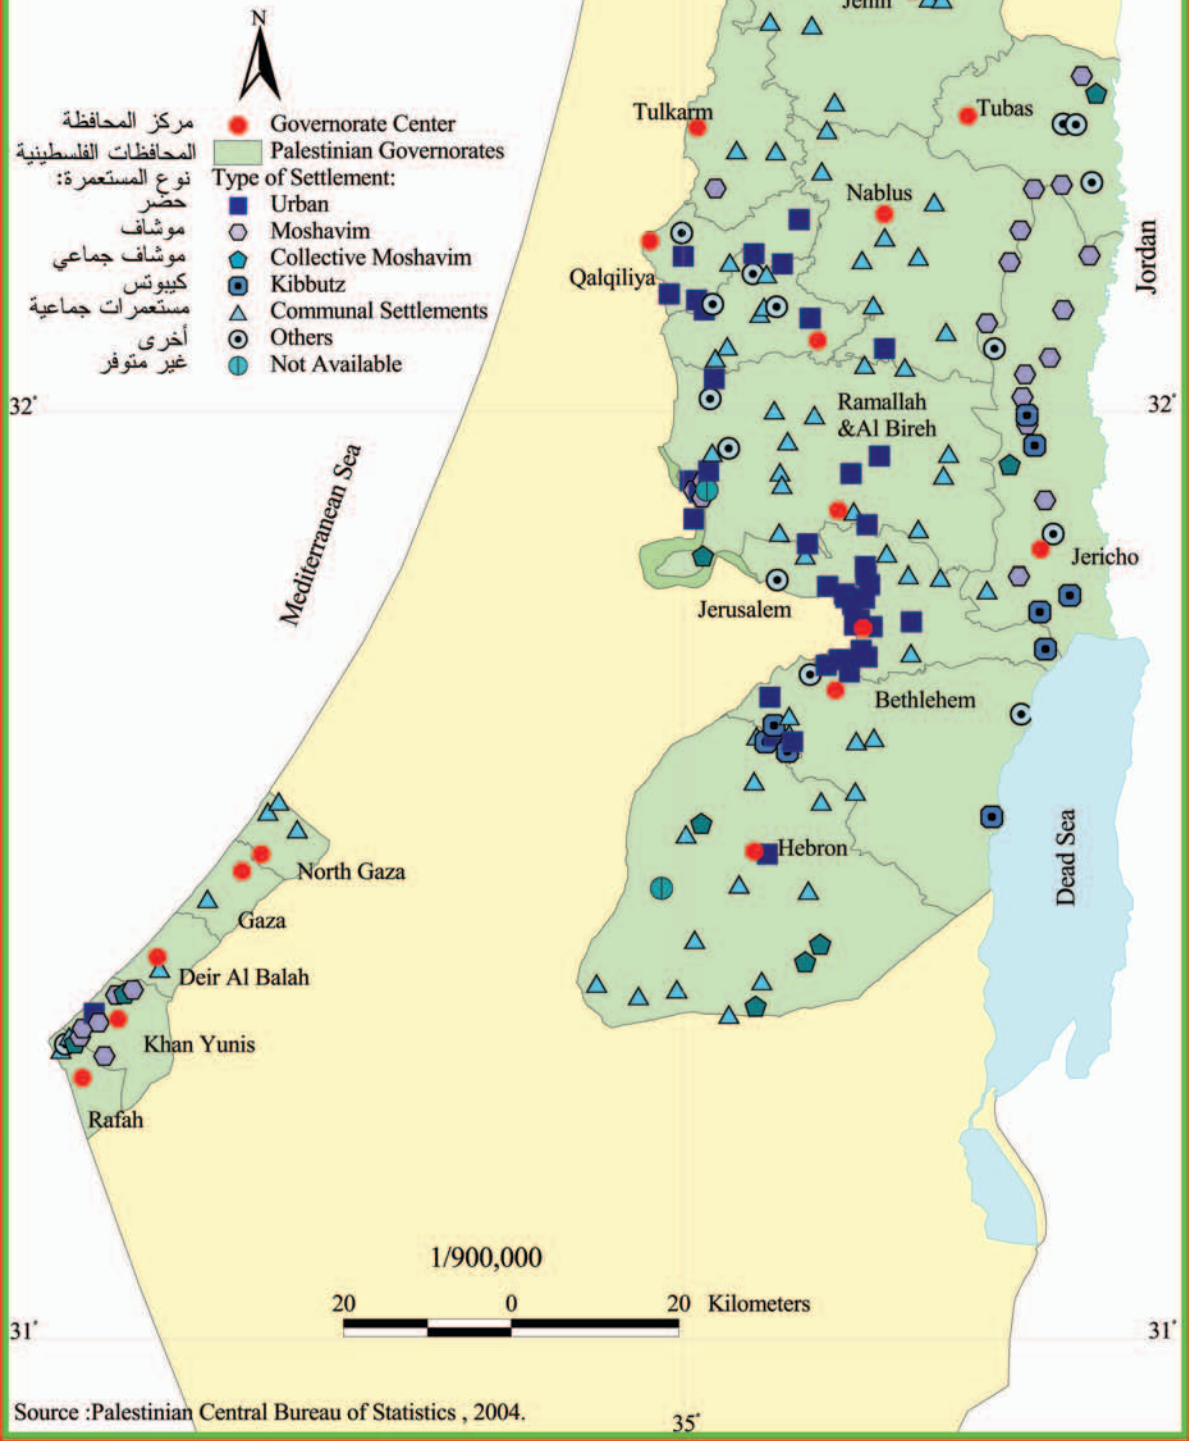 Jenin
N
Tulkarm
Tubas
مركز المحافظة Governorate Center
المحافظات الفلسطينية Palestinian Governorates
نوع المستعمرة: Type of Settlement:
حضر Urban
موشاف Moshavim
موشاف جماعي Collective Moshavim
كيبوتس Kibbutz
مستعمرات جماعية Communal Settlements
أخرى Others
غير متوفر Not Available
Nablus
Jordan
Qalqiliya
32° 32°
Ramallah
&Al Bireh
Mediterranean Sea
Jericho
Jerusalem
Bethlehem
Hebron
Dead Sea
North Gaza
Gaza
Deir Al Balah
Khan Yunis
Rafah
1/900,000
20 0 20 Kilometers
31° 31°
Source :Palestinian Central Bureau of Statistics , 2004.
35°